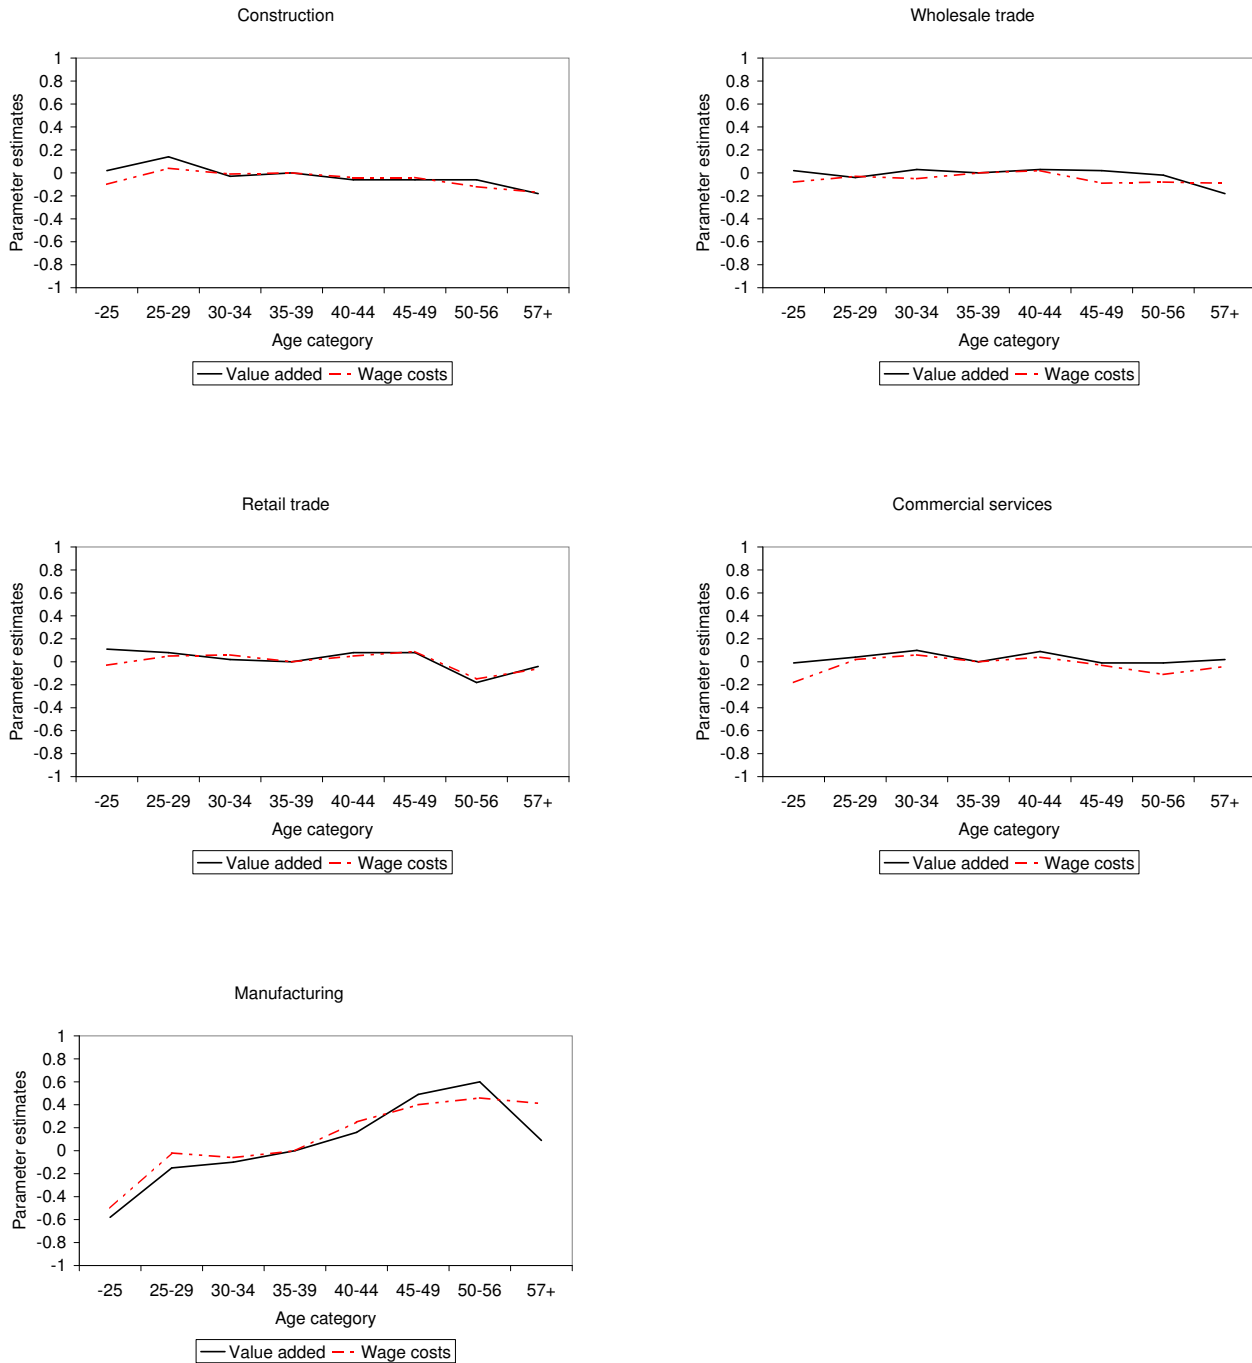 Construction
Parameter estimates
1
0.8
0.6
0.4
0.2
0
-0.2
-0.4
-0.6
-0.8
-1
-25 25-29 30-34 35-39 40-44 45-49 50-56 57+
Age category
Value added Wage costs
Wholesale trade
Parameter estimates
1
0.8
0.6
0.4
0.2
0
-0.2
-0.4
-0.6
-0.8
-1
-25 25-29 30-34 35-39 40-44 45-49 50-56 57+
Age category
Value added Wage costs
Retail trade
Parameter estimates
1
0.8
0.6
0.4
0.2
0
-0.2
-0.4
-0.6
-0.8
-1
-25 25-29 30-34 35-39 40-44 45-49 50-56 57+
Age category
Value added Wage costs
Commercial services
Parameter estimates
1
0.8
0.6
0.4
0.2
0
-0.2
-0.4
-0.6
-0.8
-1
-25 25-29 30-34 35-39 40-44 45-49 50-56 57+
Age category
Value added Wage costs
Manufacturing
Parameter estimates
1
0.8
0.6
0.4
0.2
0
-0.2
-0.4
-0.6
-0.8
-1
-25 25-29 30-34 35-39 40-44 45-49 50-56 57+
Age category
Value added Wage costs